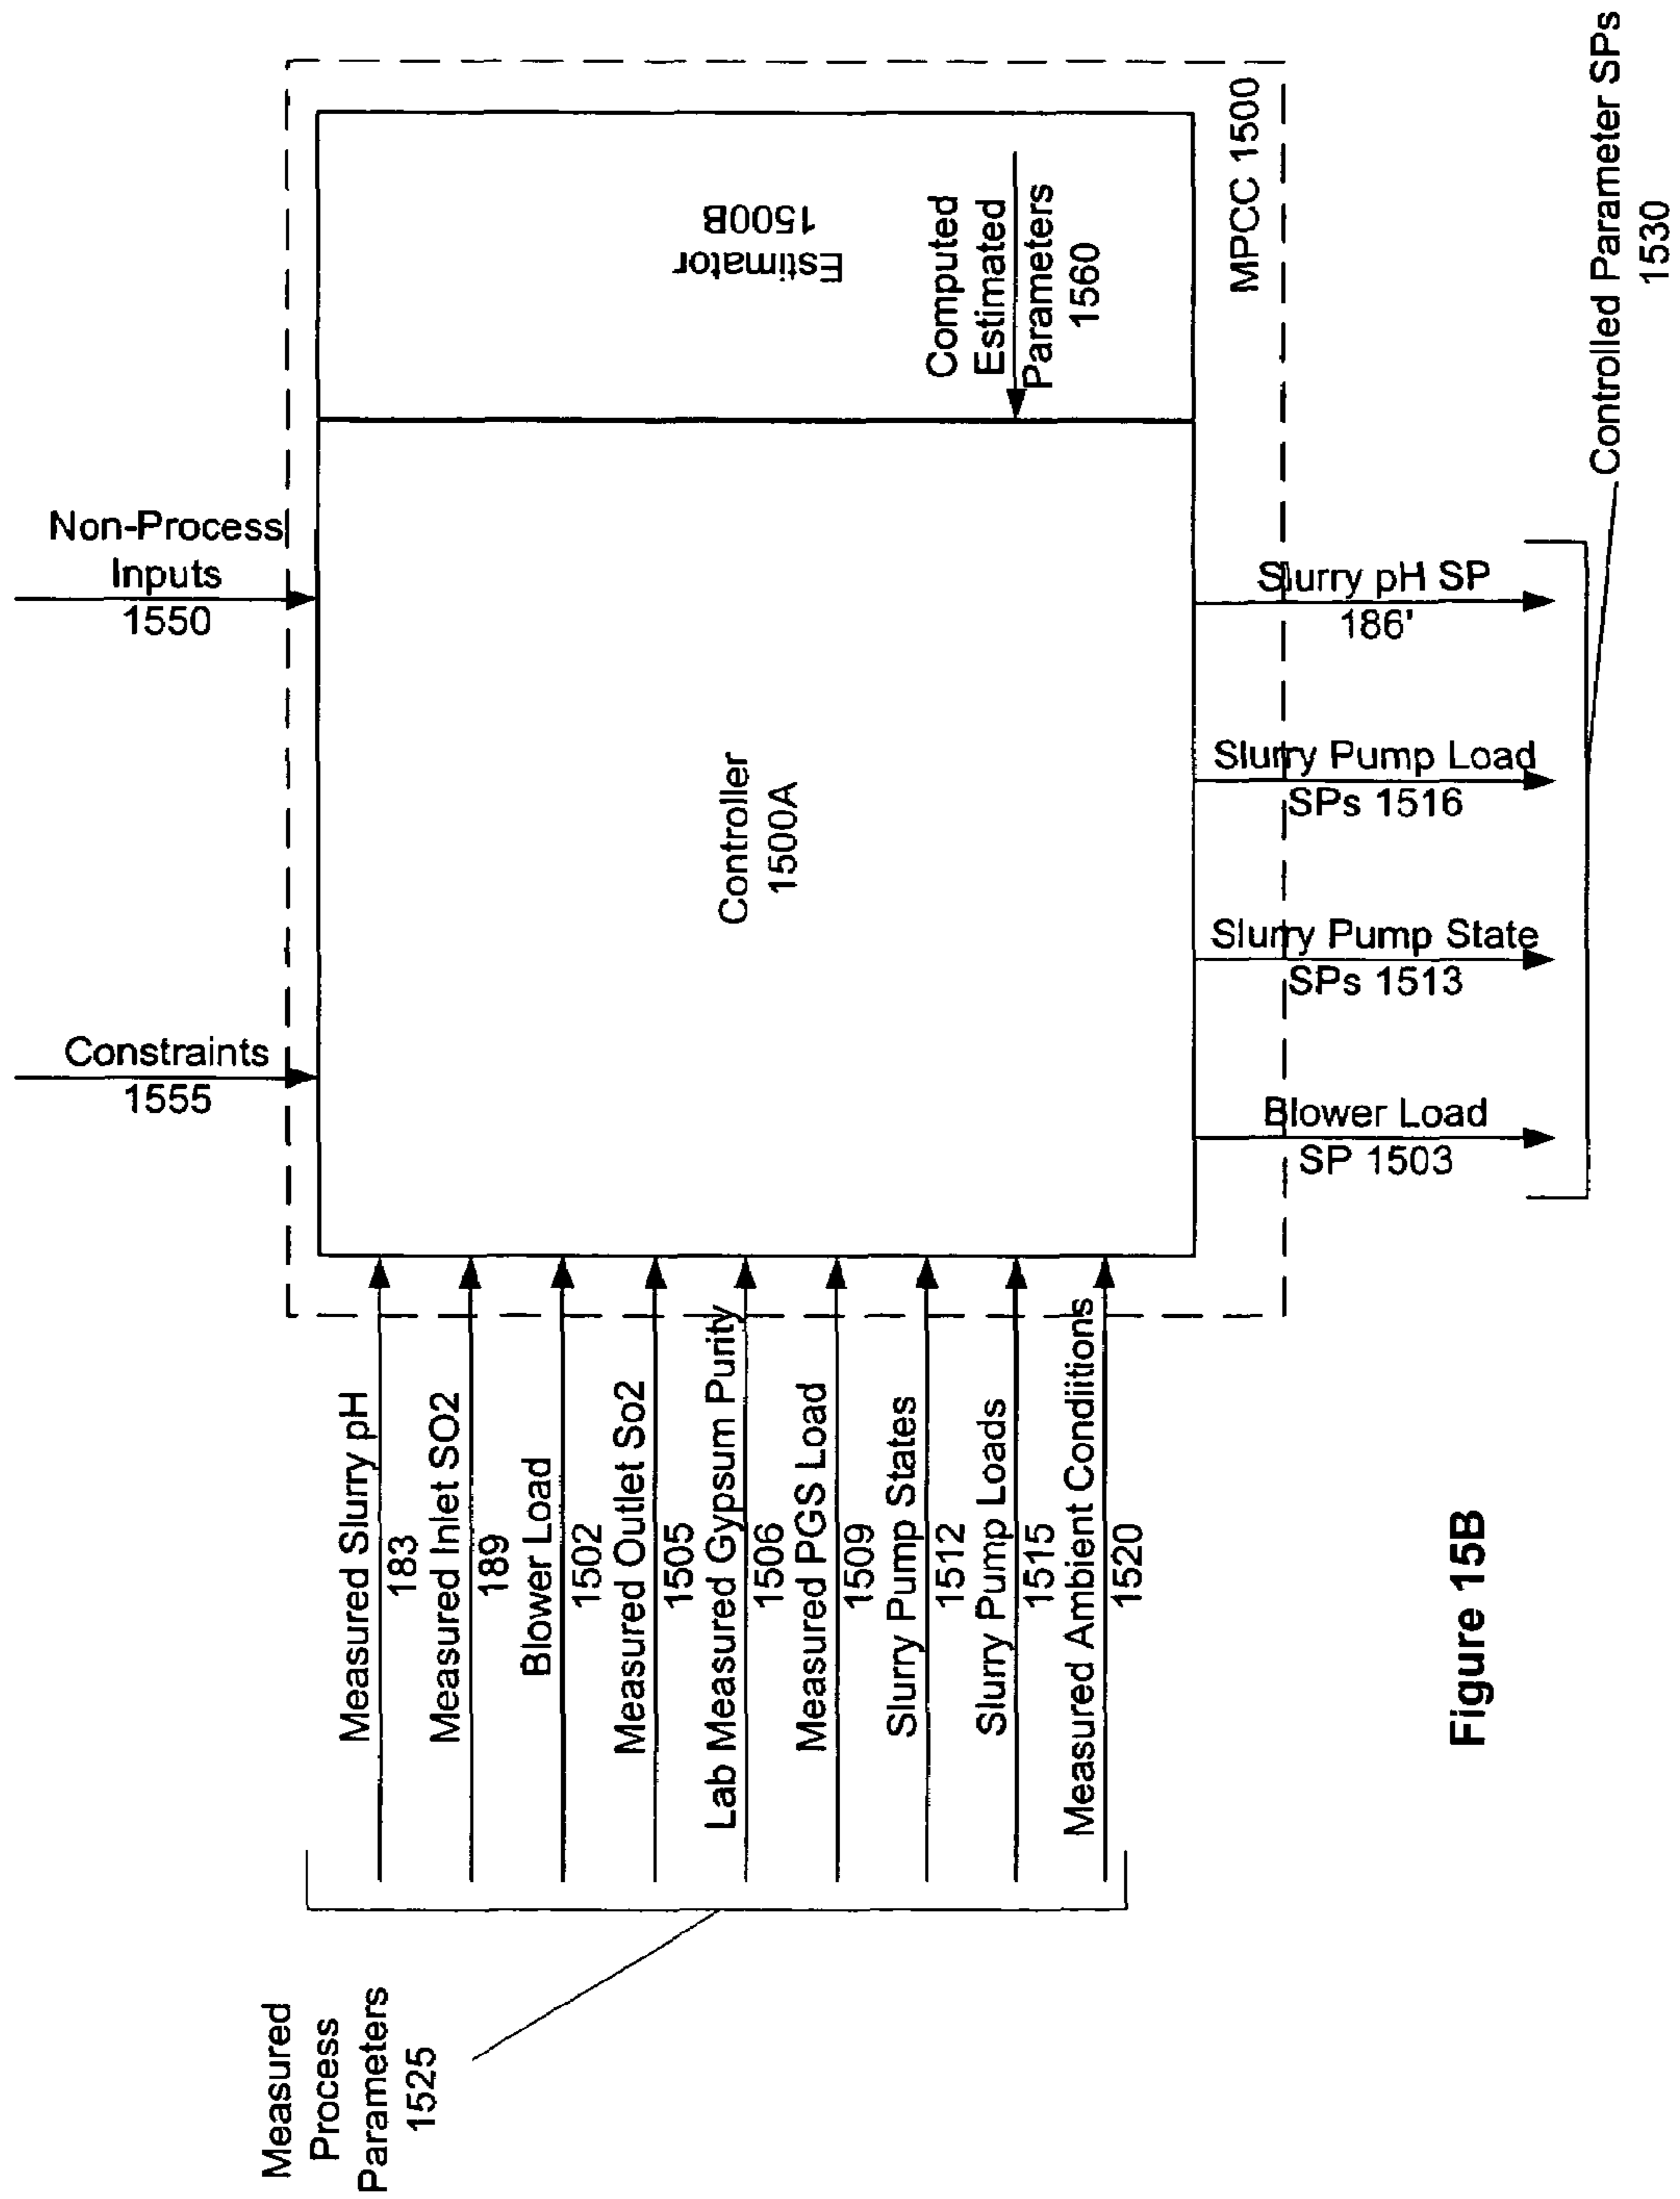 Non-Process
Inputs
1550
Constraints
1555
Estimator
1500B
Computed
Estimated
Parameters
1560
MPCC 1500
Controller
1500A
Slurry pH SP
186'
Slurry Pump Load
SPs 1516
Slurry Pump State
SPs 1513
Blower Load
SP 1503
Controlled Parameter SPs
1530
Measured Slurry pH
183
Measured Inlet SO2
189
Blower Load
1502
Measured Outlet So2
1505
Lab Measured Gypsum Purity
1506
Measured PGS Load
1509
Slurry Pump States
1512
Slurry Pump Loads
1515
Measured Ambient Condiitions
1520
Measured
Process
Parameters
1525
Figure 15B